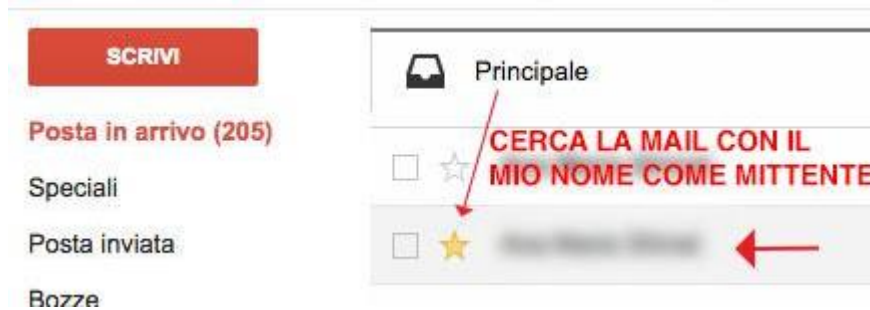 SCRIVI
Principale
Posta in arrivo (205)
CERCA LA MAIL CON IL
MIO NOME COME MITTENTE
Speciali
Posta inviata
Bozze